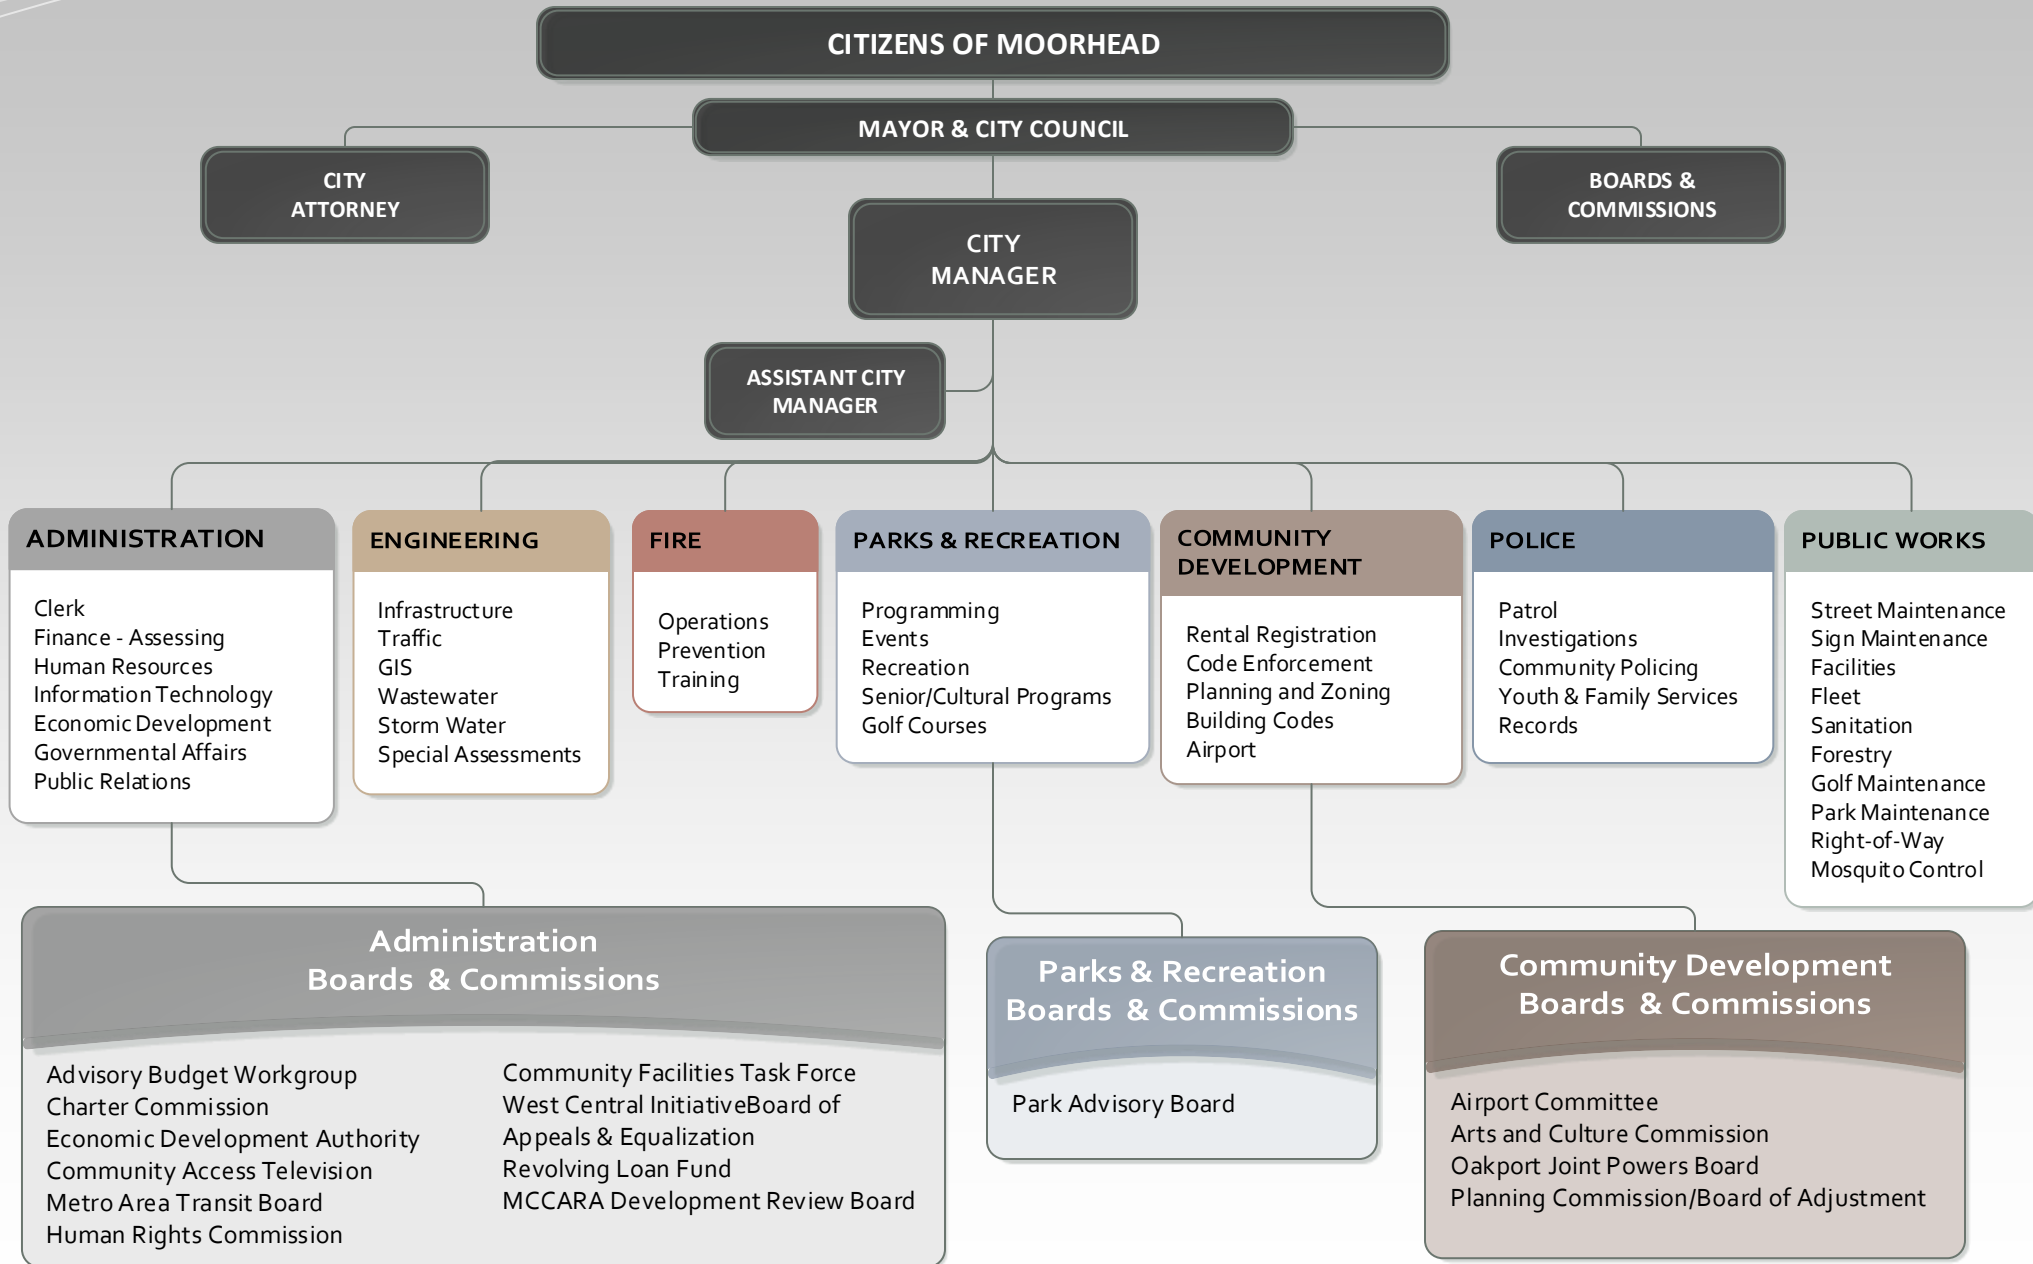 CITIZENS OF MOORHEAD
MAYOR & CITY COUNCIL
CITY
ATTORNEY
BOARDS &
COMMISSIONS
CITY
MANAGER
ASSISTANT CITY
MANAGER
ADMINISTRATION
Clerk
Finance - Assessing
Human Resources
Information Technology
Economic Development
Governmental Affairs
Public Relations
ENGINEERING
Infrastructure
Traffic
GIS
Wastewater
Storm Water
Special Assessments
FIRE
Operations
Prevention
Training
PARKS & RECREATION
Programming
Events
Recreation
Senior/Cultural Programs
Golf Courses
COMMUNITY
DEVELOPMENT
Rental Registration
Code Enforcement
Planning and Zoning
Building Codes
Airport
POLICE
Patrol
Investigations
Community Policing
Youth & Family Services
Records
PUBLIC WORKS
Street Maintenance
Sign Maintenance
Facilities
Fleet
Sanitation
Forestry
Golf Maintenance
Park Maintenance
Right-of-Way
Mosquito Control
Administration
Boards & Commissions
Advisory Budget Workgroup
Charter Commission
Economic Development Authority
Community Access Television
Metro Area Transit Board
Human Rights Commission
Community Facilities Task Force
West Central InitiativeBoard of
Appeals & Equalization
Revolving Loan Fund
MCCARA Development Review Board
Parks & Recreation
Boards & Commissions
Park Advisory Board
Community Development
Boards & Commissions
Airport Committee
Arts and Culture Commission
Oakport Joint Powers Board
Planning Commission/Board of Adjustment